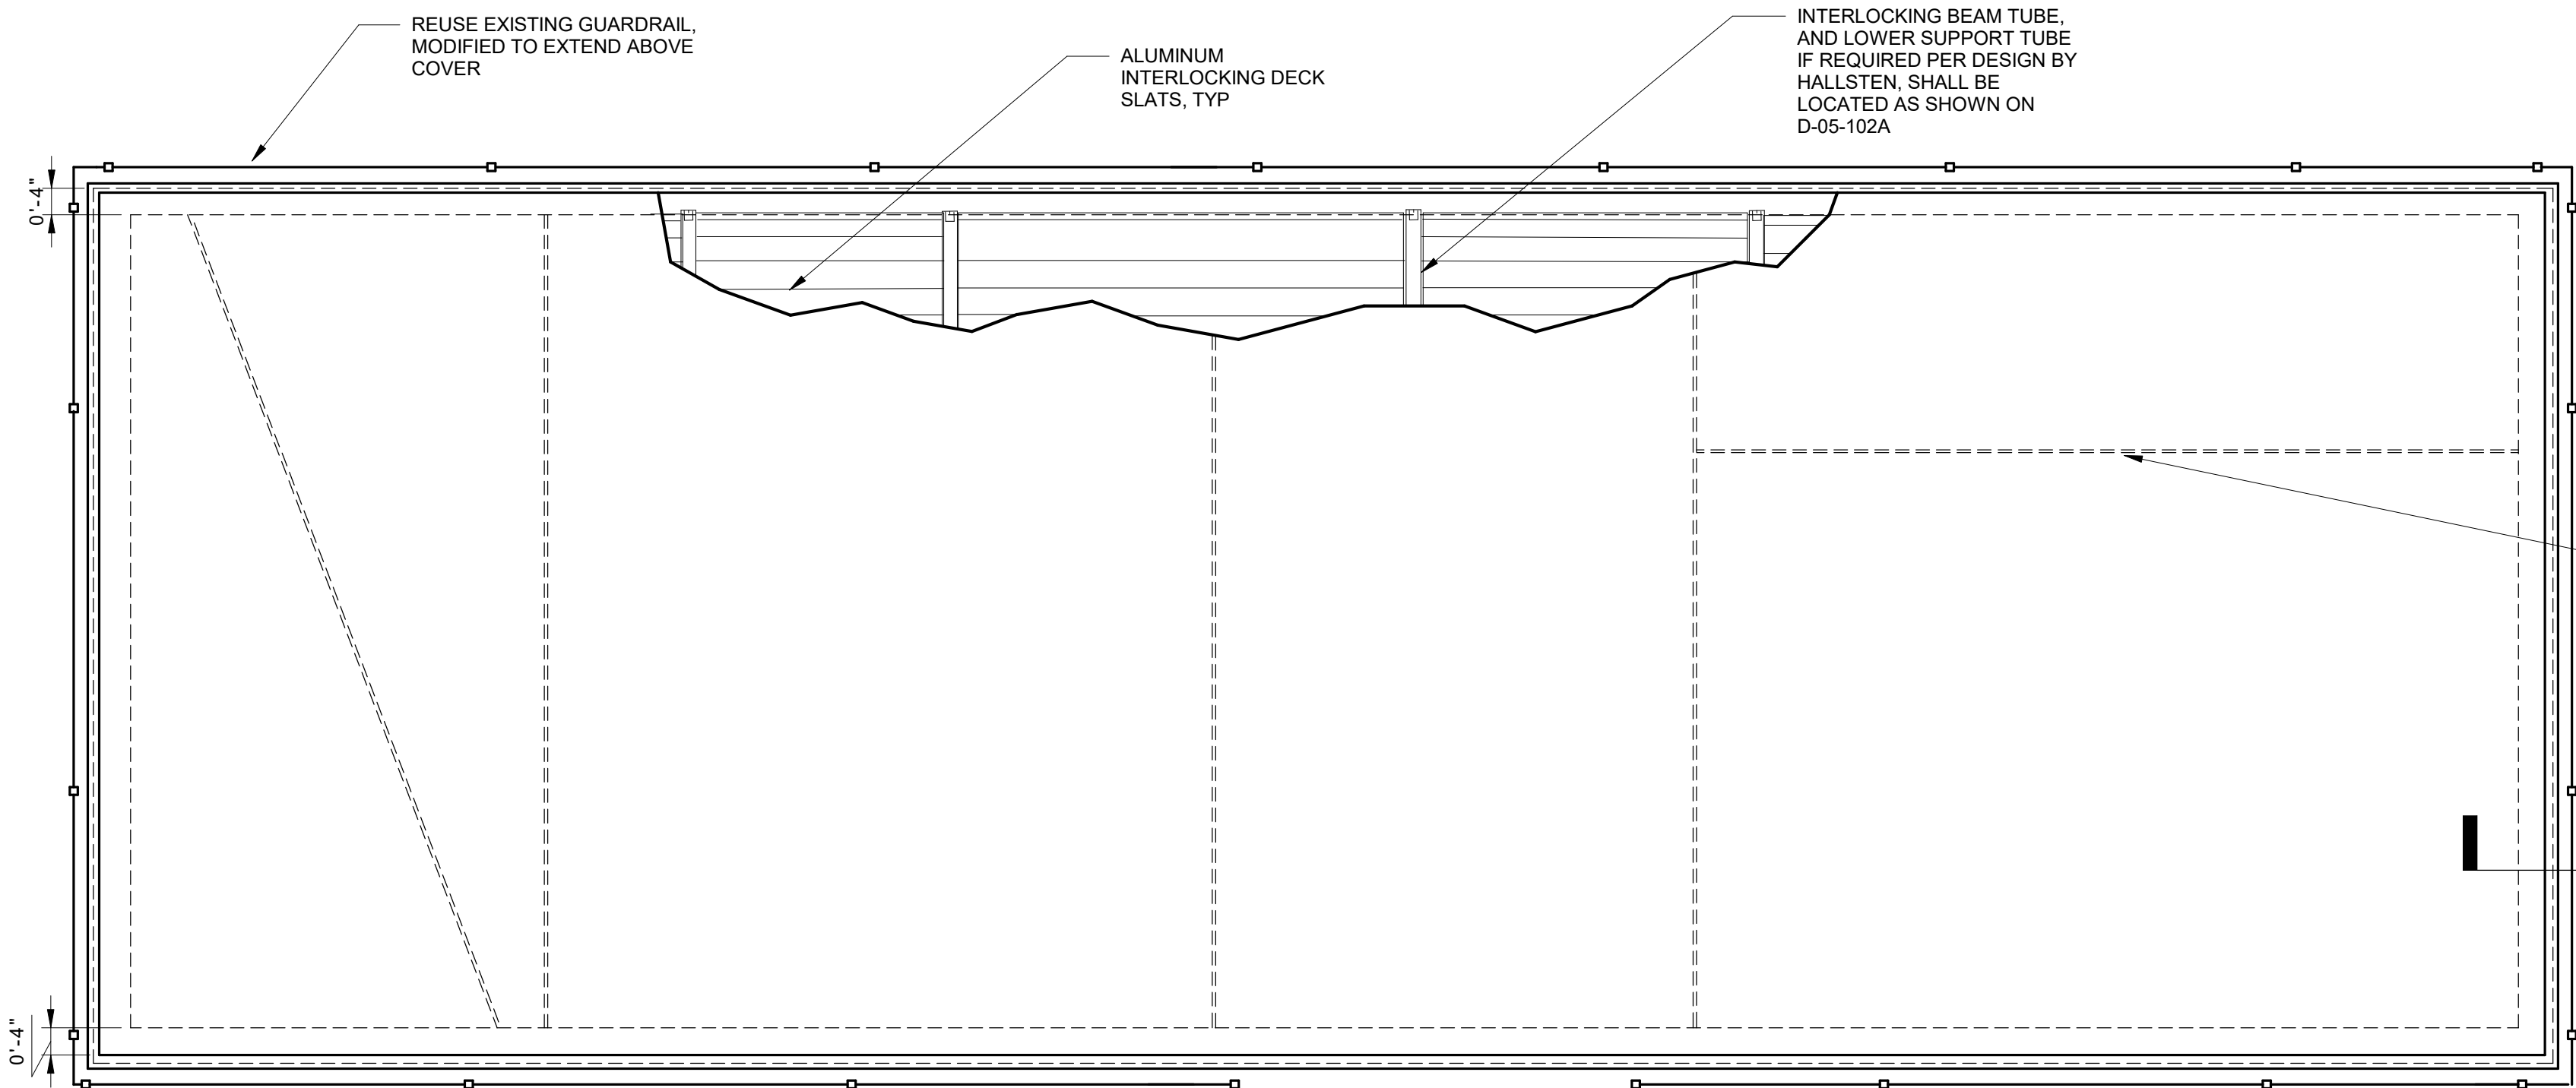 REUSE EXISTING GUARDRAIL,
MODIFIED TO EXTEND ABOVE
COVER
ALUMINUM
INTERLOCKING DECK
SLATS, TYP
INTERLOCKING BEAM TUBE,
AND LOWER SUPPORT TUBE
IF REQUIRED PER DESIGN BY
HALLSTEN, SHALL BE
LOCATED AS SHOWN ON
D-05-102A
0'-4"
0'-4"